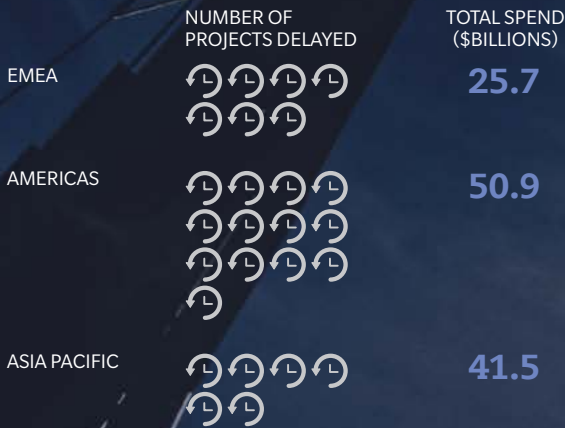 NUMBER OF
PROJECTS DELAYED
TOTAL SPEND
($BILLIONS)
EMEA
25.7
AMERICAS
50.9
ASIA PACIFIC
41.5